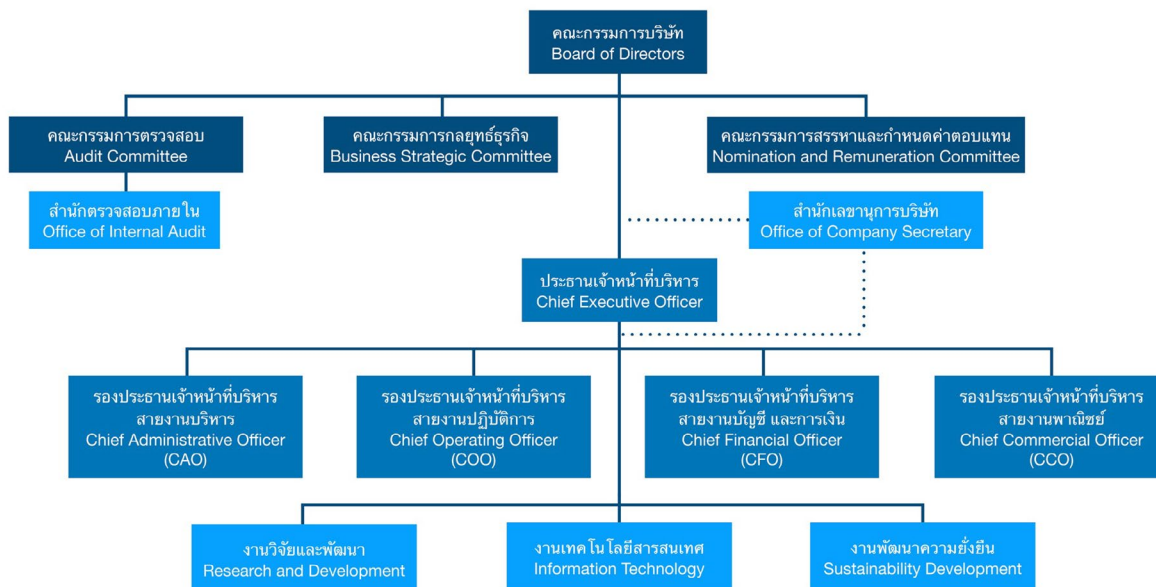 คณะกรรมการบริษัท
Board of Directors
คณะกรรมการตรวจสอบ
Audit Committee
คณะกรรมการกลยุทธ์ธุรกิจ
Business Strategic Committee
คณะกรรมการสรรหาและกำหนดค่าตอบแทน
Nomination and Remuneration Committee
สำนักตรวจสอบภายใน
Office of Internal Audit
สำนักเลขานุการบริษัท
Office of Company Secretary
ประธานเจ้าหน้าที่บริหาร
Chief Executive Officer
รองประธานเจ้าหน้าที่บริหาร
สายงานบริหาร
Chief Administrative Officer
(CAO)
รองประธานเจ้าหน้าที่บริหาร
สายงานปฏิบัติการ
Chief Operating Officer
(COO)
รองประธานเจ้าหน้าที่บริหาร
สายงานบัญชี และการเงิน
Chief Financial Officer
(CFO)
รองประธานเจ้าหน้าที่บริหาร
สายงานพาณิชย์
Chief Commercial Officer
(CCO)
งานวิจัยและพัฒนา
Research and Development
งานเทคโนโลยีสารสนเทศ
Information Technology
งานพัฒนาความยั่งยืน
Sustainability Development